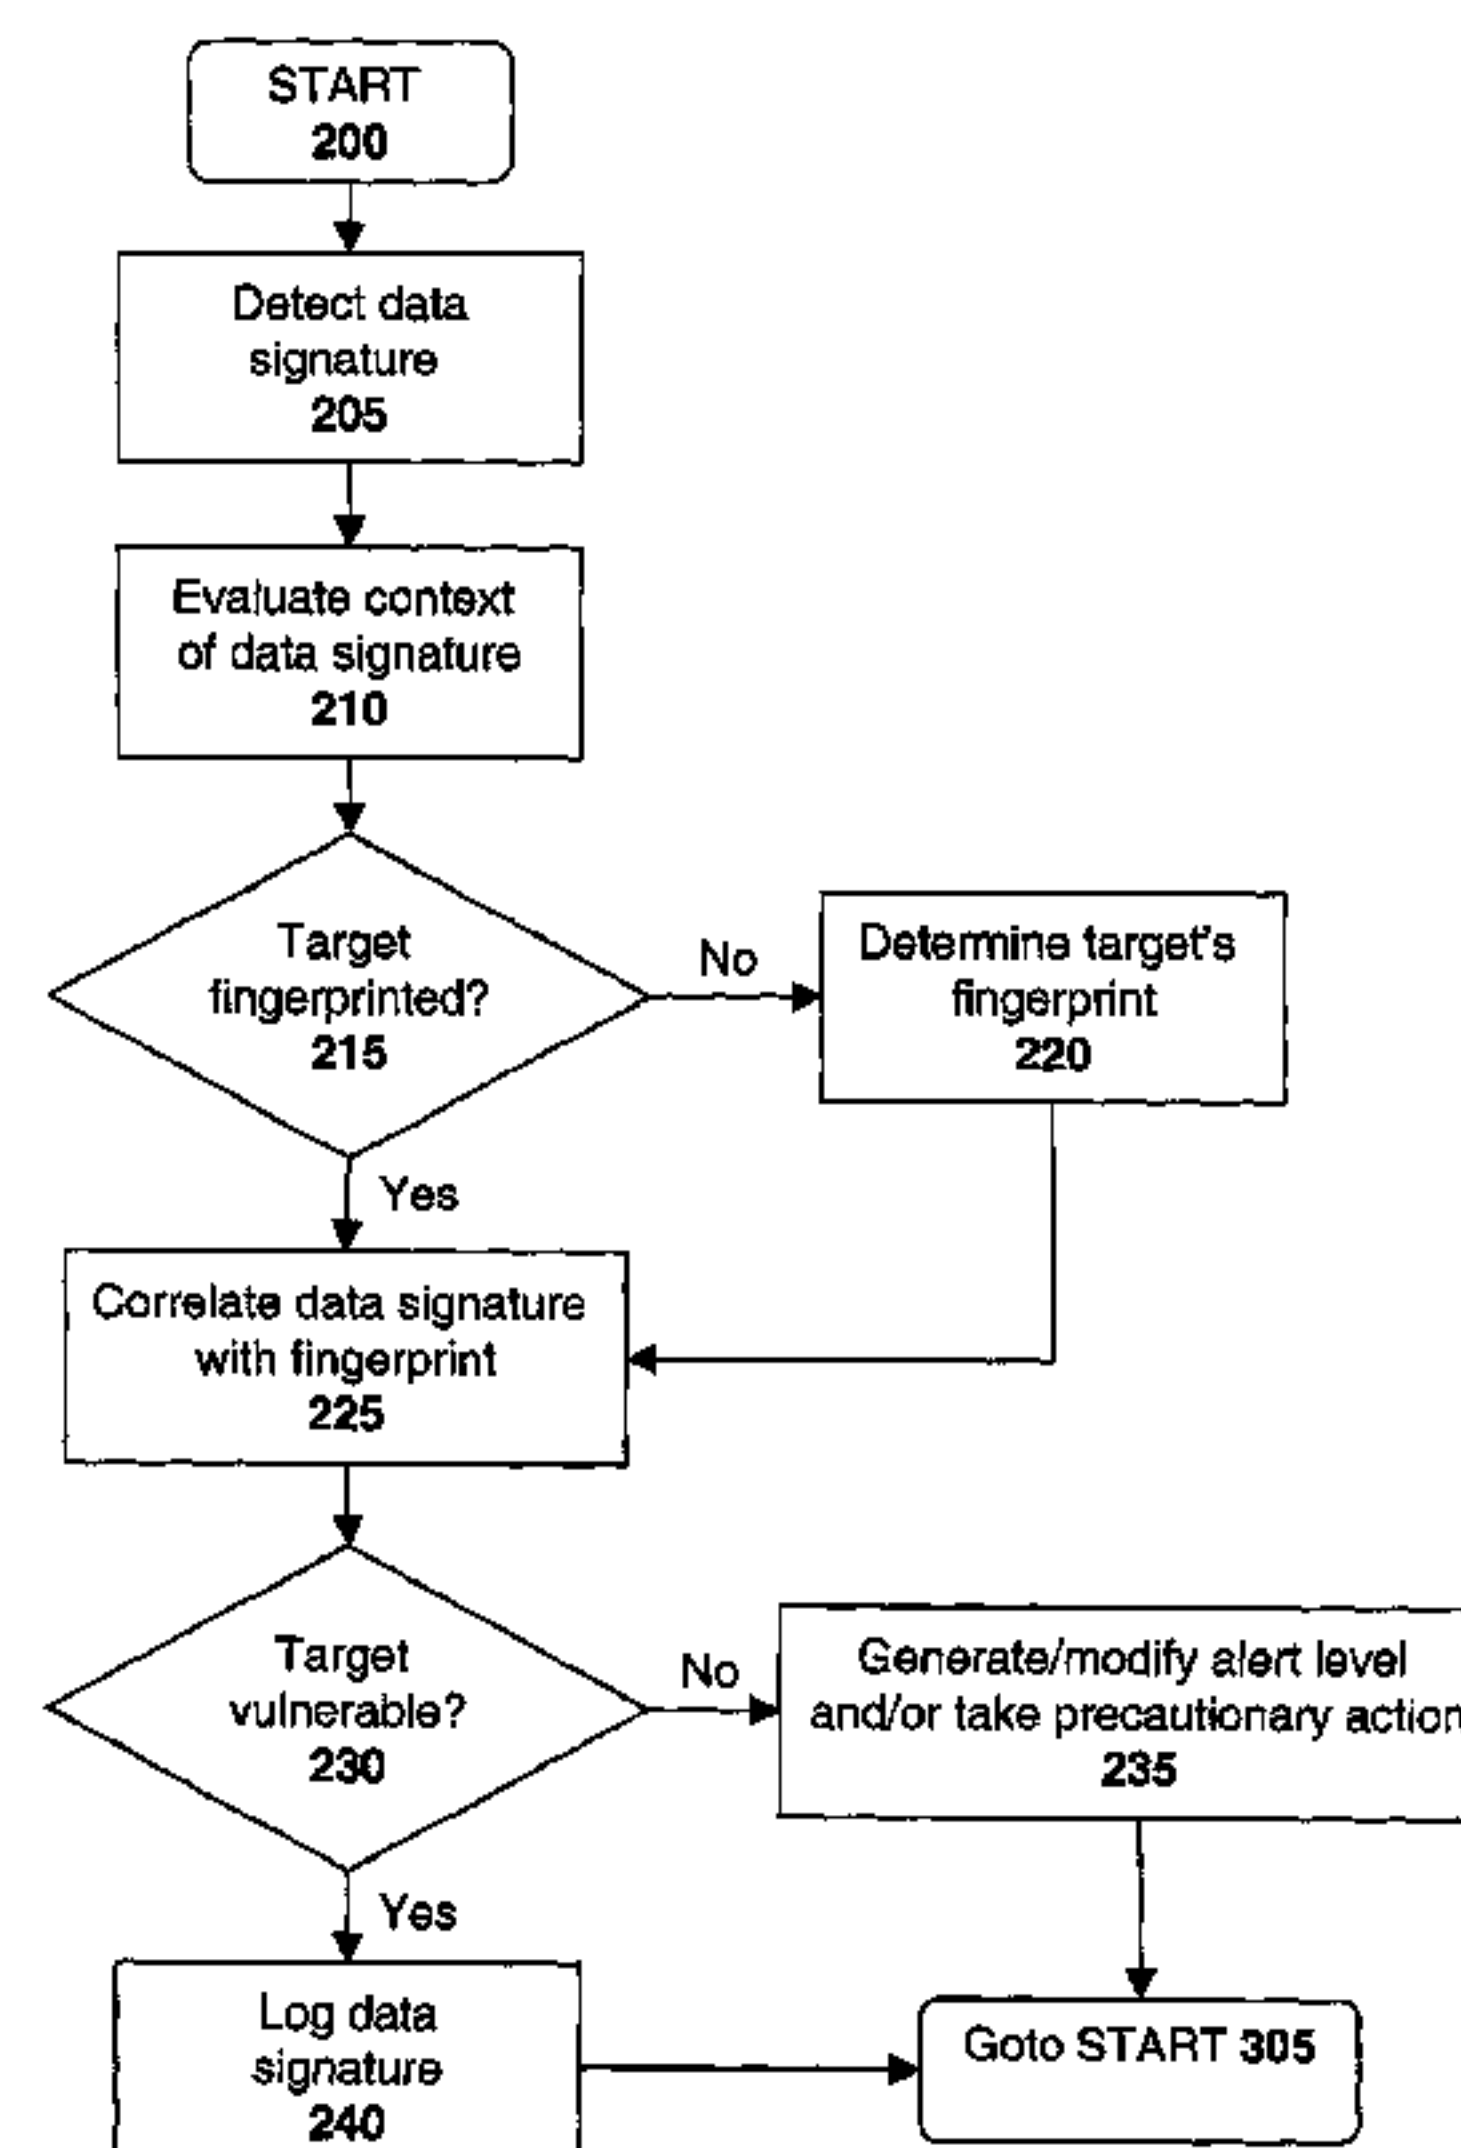 START
200
Detect data
signature
205
Evaluate context
of data signature
210
Target
fingerprinted?
215
No
Determine target's
fingerprint
220
Yes
Correlate data signature
with fingerprint
225
Target
vulnerable?
230
No
Generate/modify alert level
and/or take precautionary action
235
Yes
Log data
signature
240
Goto START 305